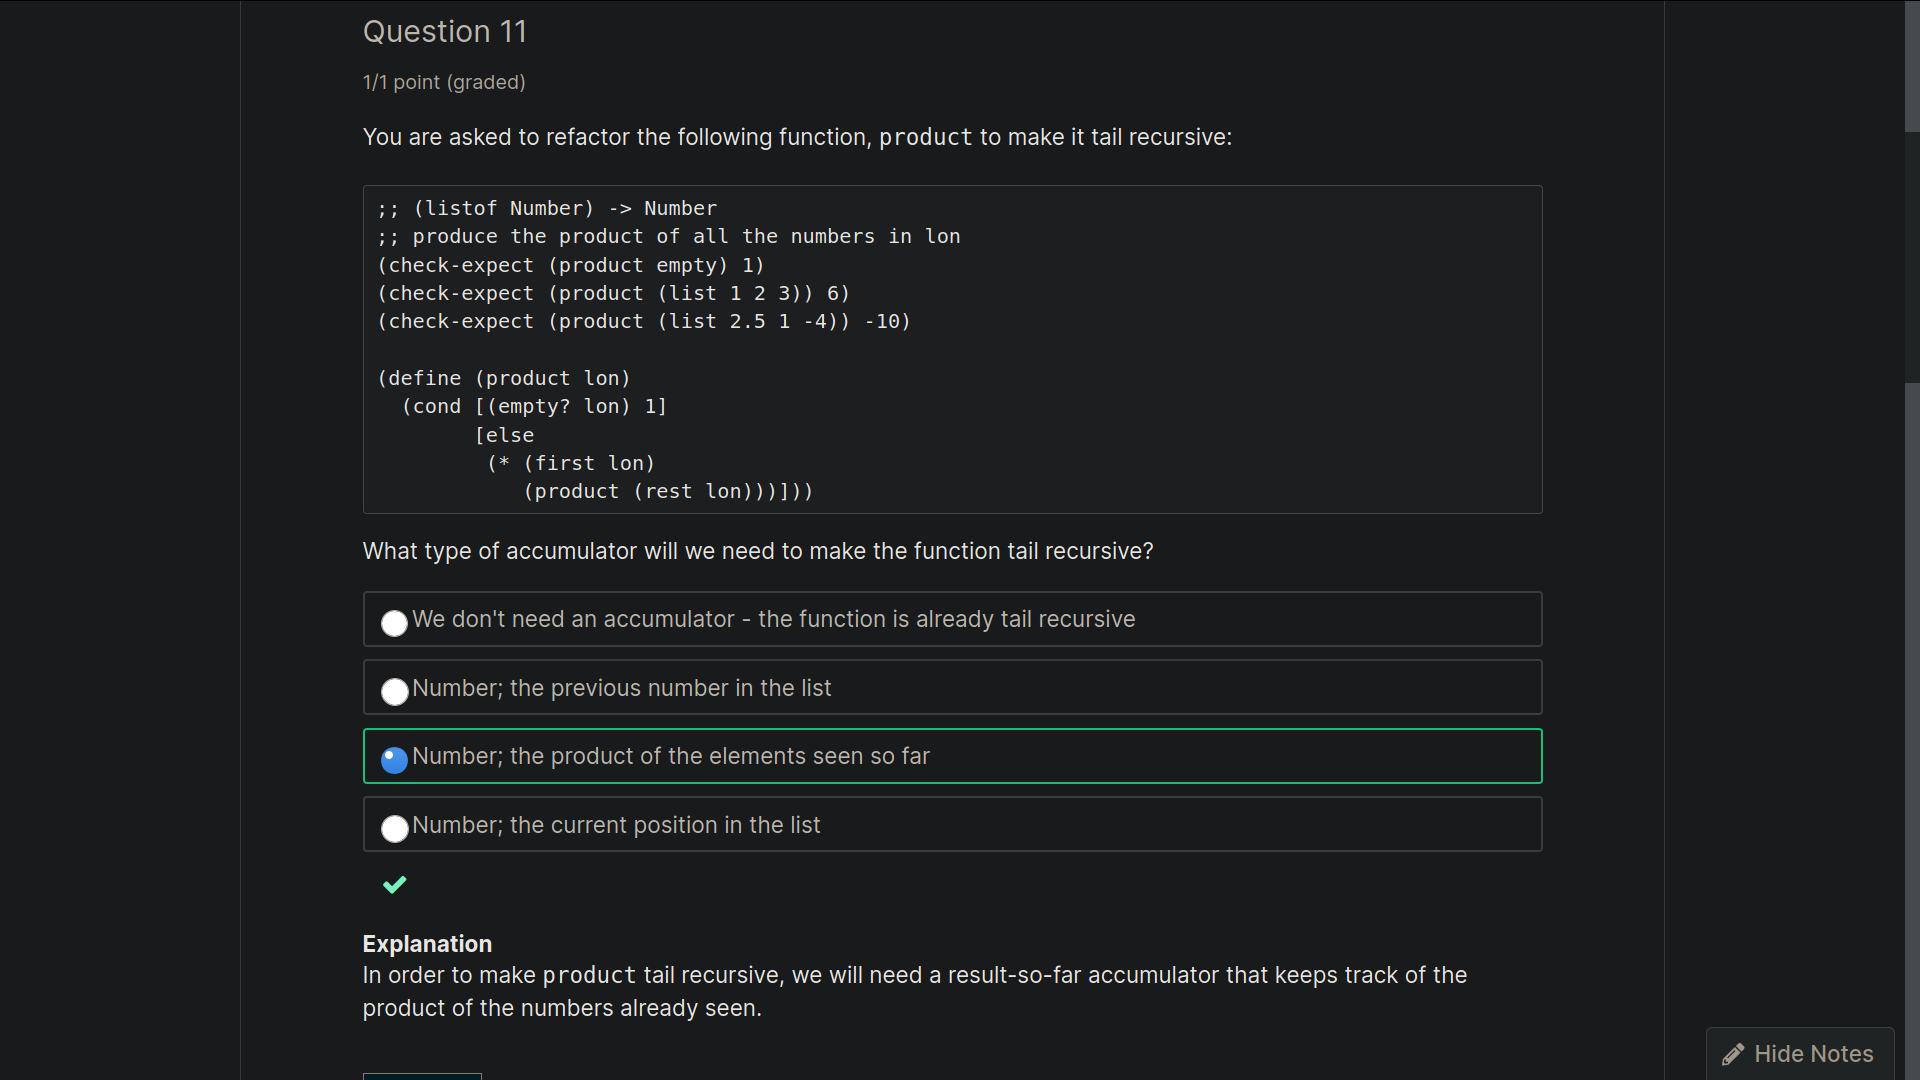 Question 11
1/1 point (graded)
You are asked to refactor the following function, product to make it tail recursive:
;; (listof Number) -> Number
;; produce the product of all the numbers in lon
(check-expect (product empty) 1)
(check-expect (product (list 1 2 3)) 6)
(check-expect (product (list 2.5 1 -4)) -10)
(define (product lon)
  (cond [(empty? lon) 1]
        [else
         (* (first lon)
            (product (rest lon)))]))
What type of accumulator will we need to make the function tail recursive?
We don't need an accumulator - the function is already tail recursive
Number; the previous number in the list
Number; the product of the elements seen so far
Number; the current position in the list
Explanation
In order to make product tail recursive, we will need a result-so-far accumulator that keeps track of the
product of the numbers already seen.
Hide Notes